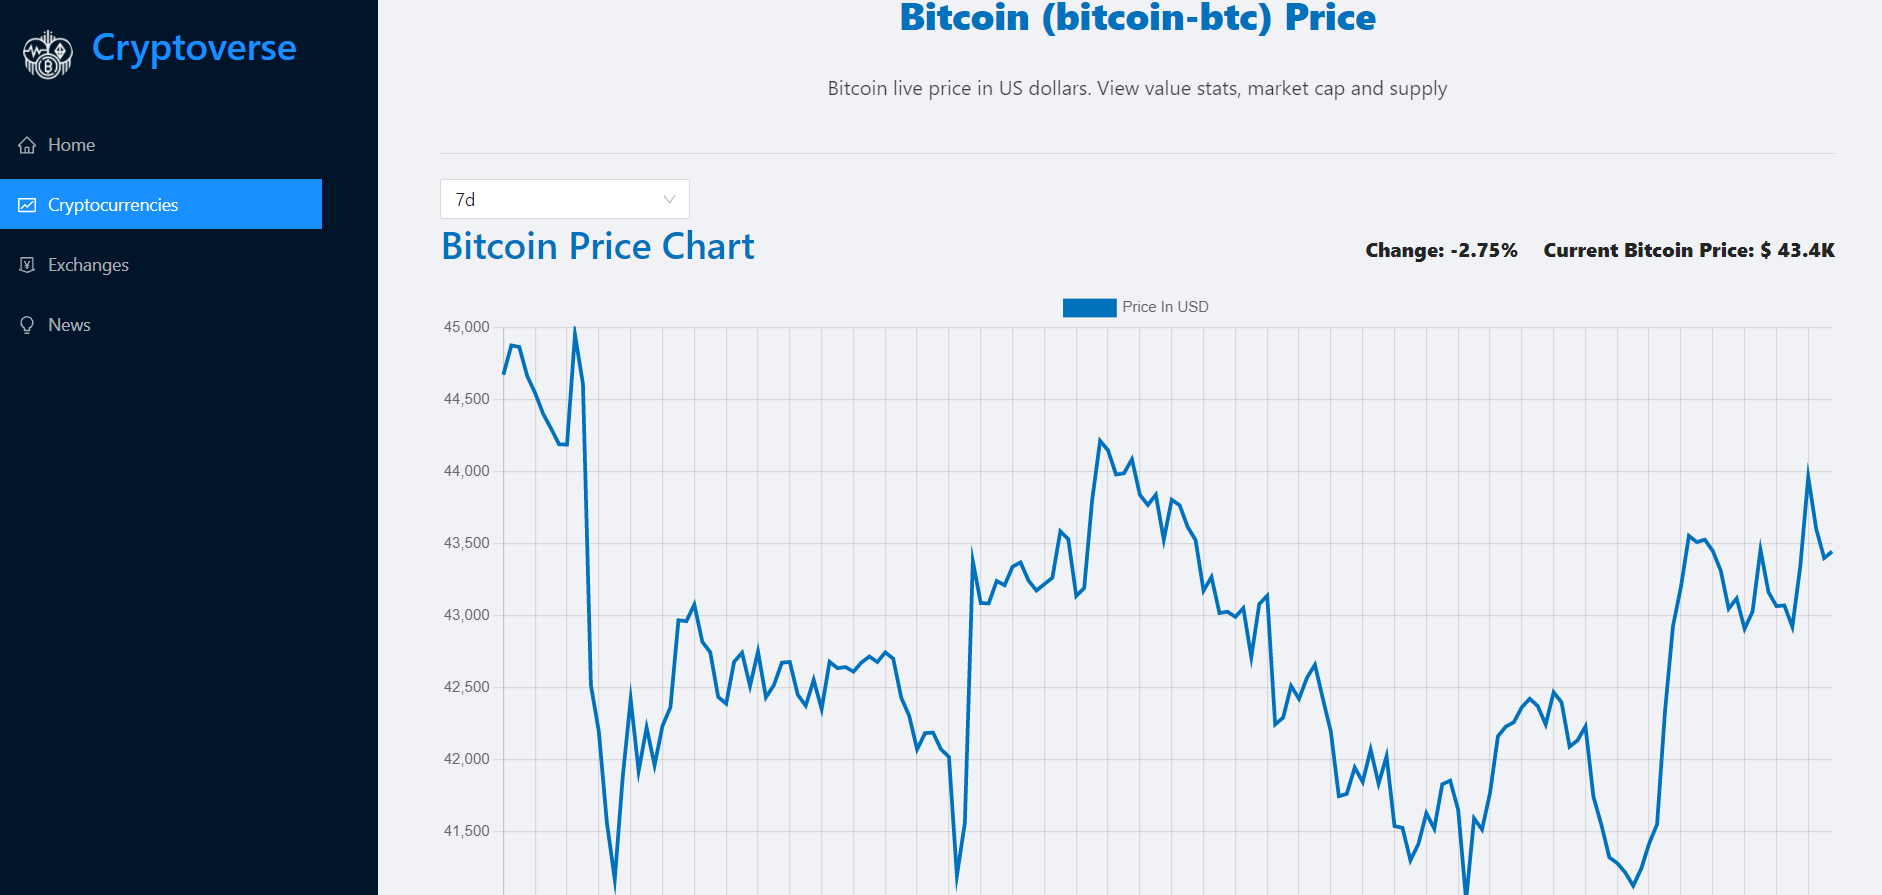 Cryptoverse
Home
Cryptocurrencies
Exchanges
News
Bitcoin (bitcoin-btc) Price
Bitcoin live price in US dollars. View value stats, market cap and supply
7d
Bitcoin Price Chart
Change: -2.75% Current Bitcoin Price: $ 43.4K
Price In USD
45,000
44,500
44,000
43,500
43,000
42,500
42,000
41,500